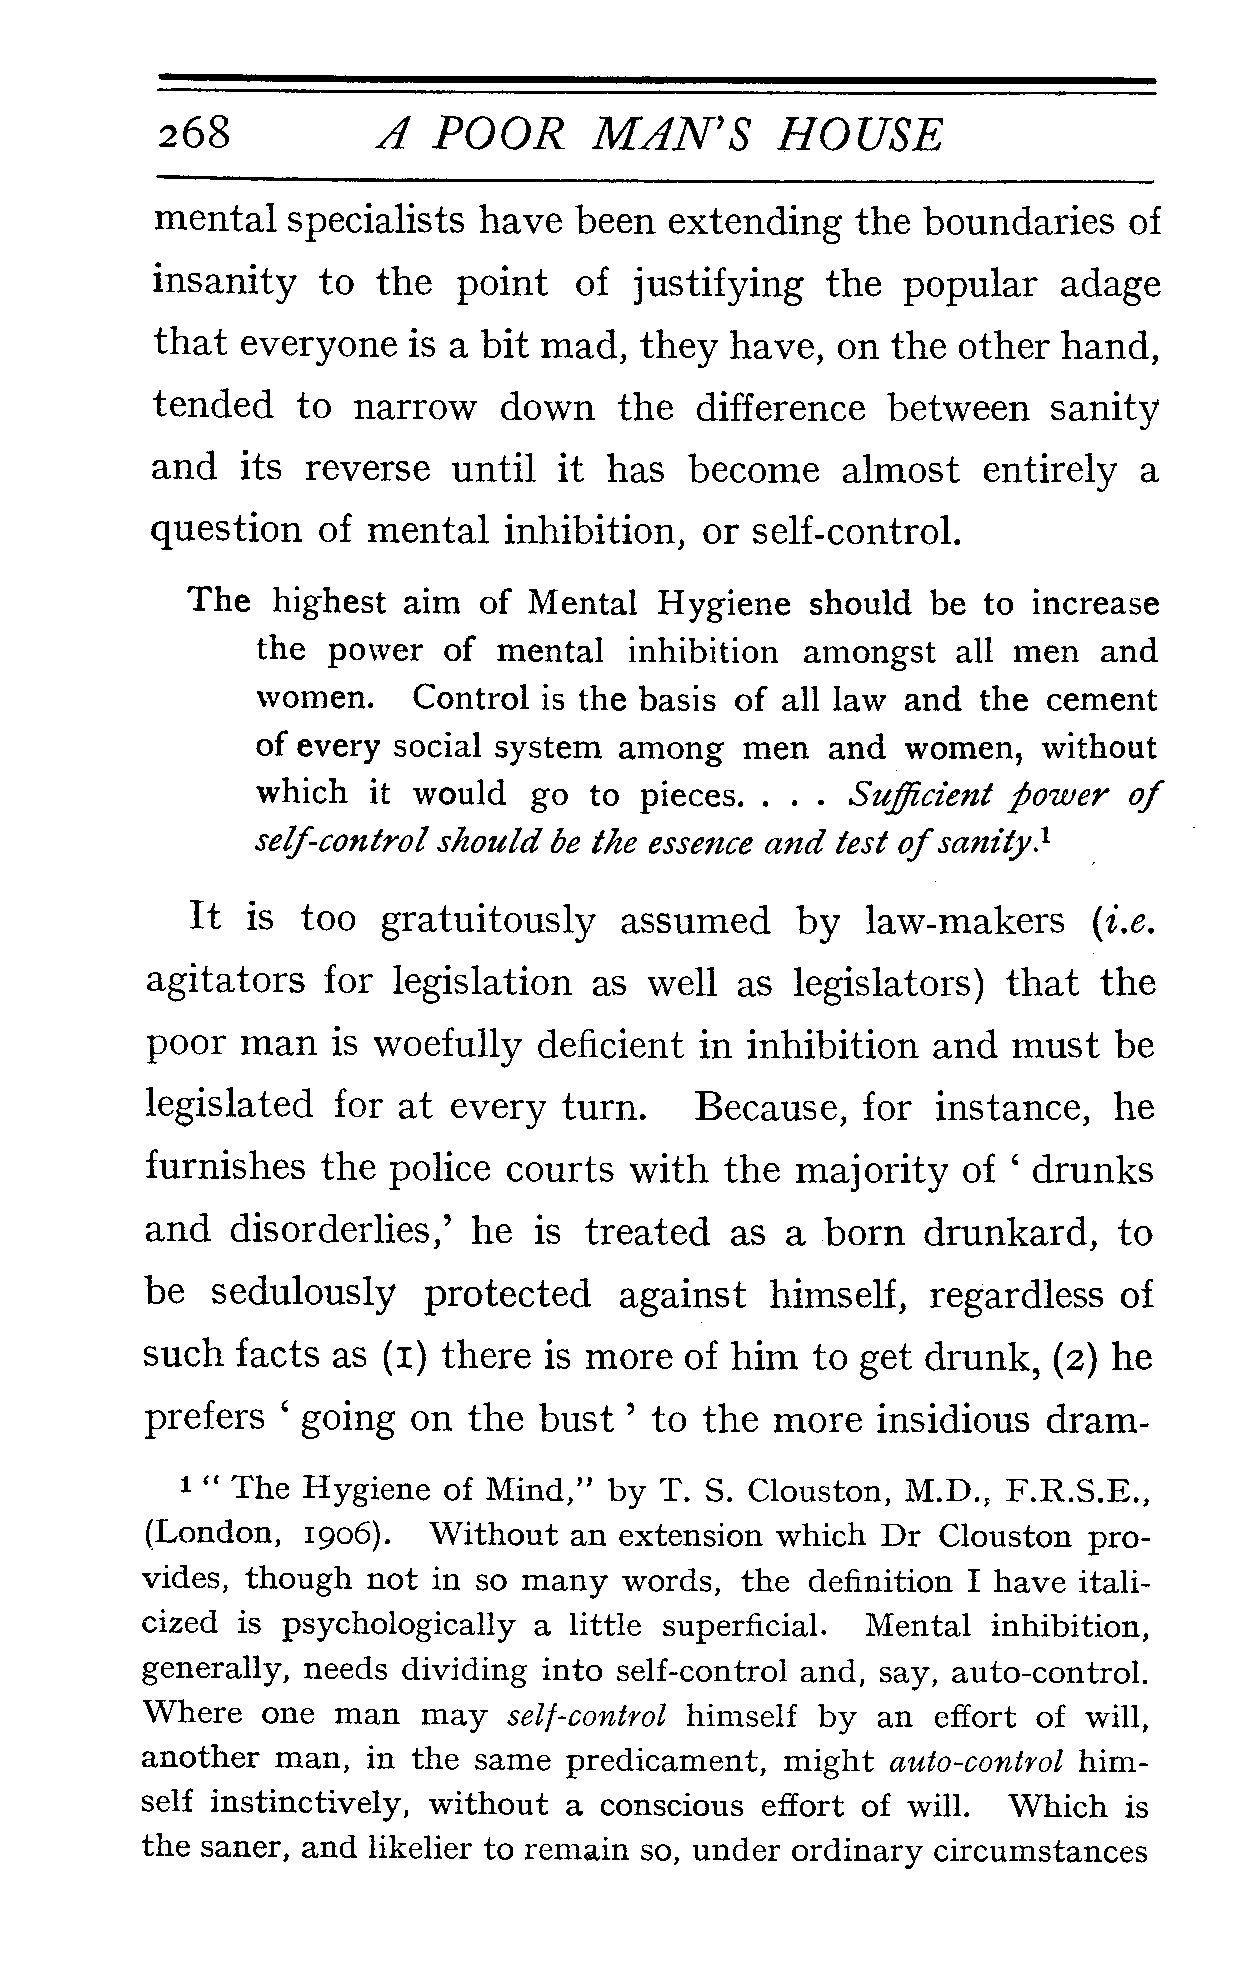 268 A POOR MAN'S HOUSE
mental specialists have been extending the boundaries of
insanity to the point of justifying the popular adage
that everyone is a bit mad, they have, on the other hand,
tended to narrow down the difference between sanity
and its reverse until it has become almost entirely a
question of mental inhibition, or self-control.
The highest aim of Mental Hygiene should be to increase
the power of mental inhibition amongst all men and
women. Control is the basis of all law and the cement
of every social system among men and women, without
which it would go to pieces. . . . Sufficient power of
self-control should be the essence and test of sanity.¹
It is too gratuitously assumed by law-makers (i.e.
agitators for legislation as well as legislators) that the
poor man is woefully deficient in inhibition and must be
legislated for at every turn. Because, for instance, he
furnishes the police courts with the majority of ‘ drunks
and disorderlies,’ he is treated as a born drunkard, to
be sedulously protected against himself, regardless of
such facts as (1) there is more of him to get drunk, (2) he
prefers ‘ going on the bust ’ to the more insidious dram-
¹ “ The Hygiene of Mind,” by T. S. Clouston, M.D., F.R.S.E.,
(London, 1906). Without an extension which Dr Clouston pro-
vides, though not in so many words, the definition I have itali-
cized is psychologically a little superficial. Mental inhibition,
generally, needs dividing into self-control and, say, auto-control.
Where one man may self-control himself by an effort of will,
another man, in the same predicament, might auto-control him-
self instinctively, without a conscious effort of will. Which is
the saner, and likelier to remain so, under ordinary circumstances